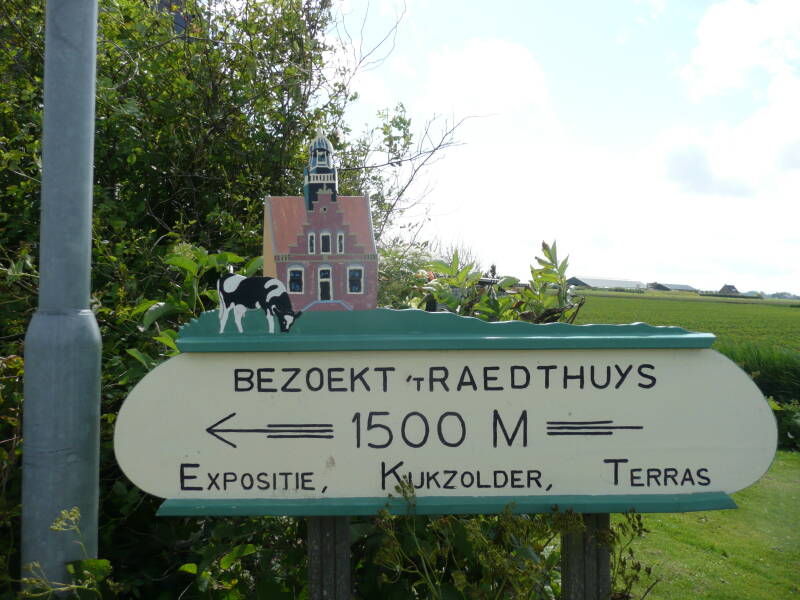 BEZOEKT 'T RAEDTHUYS
1500 M
EXPOSITIE, KIJKZOLDER, TERRAS